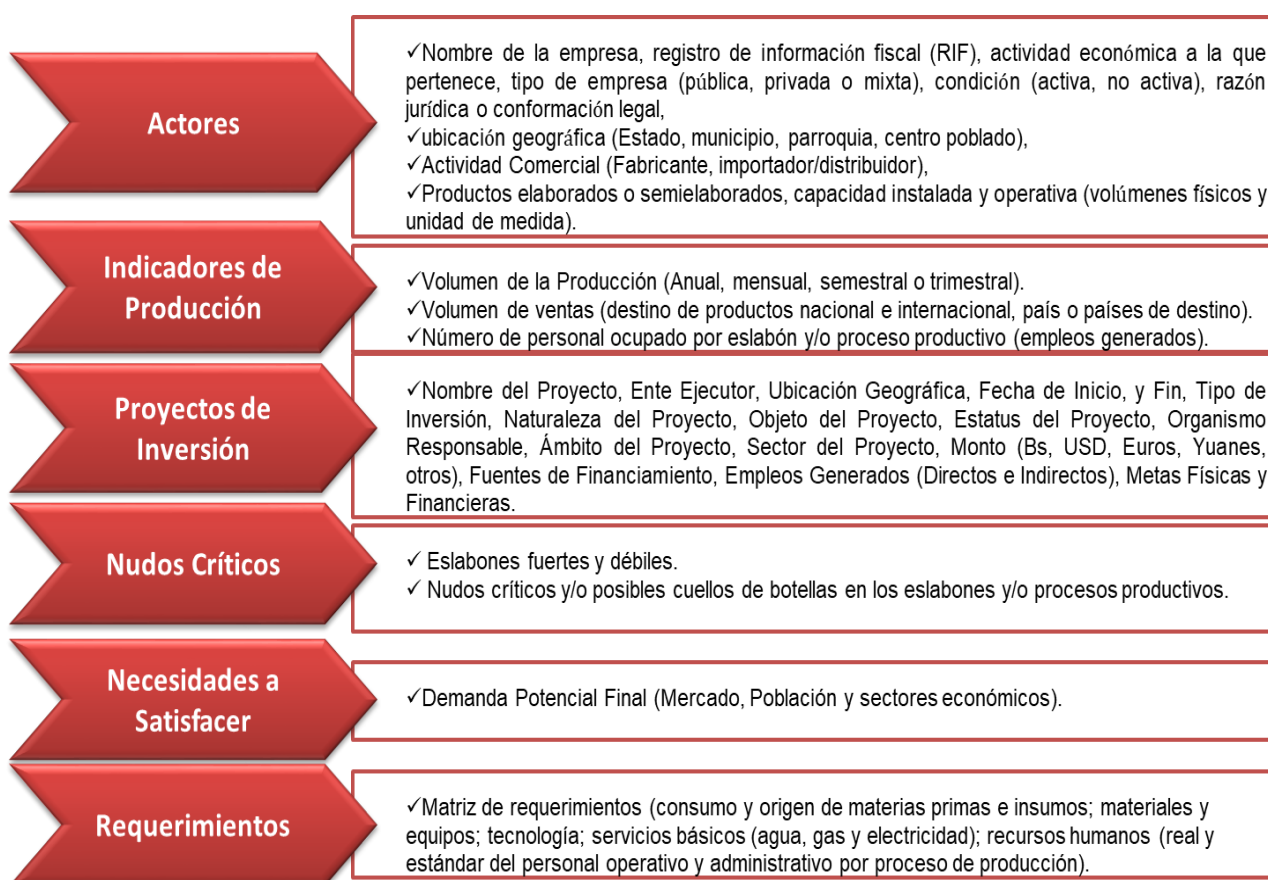 Actores
✓Nombre de la empresa, registro de información fiscal (RIF), actividad económica a la que
pertenece, tipo de empresa (pública, privada o mixta), condición (activa, no activa), razón
jurídica o conformación legal,
✓ubicación geográfica (Estado, municipio, parroquia, centro poblado),
✓Actividad Comercial (Fabricante, importador/distribuidor),
✓Productos elaborados o semielaborados, capacidad instalada y operativa (volúmenes físicos y
unidad de medida).
Indicadores de
Producción
✓Volumen de la Producción (Anual, mensual, semestral o trimestral).
✓Volumen de ventas (destino de productos nacional e internacional, país o países de destino).
✓Número de personal ocupado por eslabón y/o proceso productivo (empleos generados).
Proyectos de
Inversión
✓Nombre del Proyecto, Ente Ejecutor, Ubicación Geográfica, Fecha de Inicio, y Fin, Tipo de
Inversión, Naturaleza del Proyecto, Objeto del Proyecto, Estatus del Proyecto, Organismo
Responsable, Ámbito del Proyecto, Sector del Proyecto, Monto (Bs, USD, Euros, Yuanes,
otros), Fuentes de Financiamiento, Empleos Generados (Directos e Indirectos), Metas Físicas y
Financieras.
Nudos Críticos
✓ Eslabones fuertes y débiles.
✓ Nudos críticos y/o posibles cuellos de botellas en los eslabones y/o procesos productivos.
Necesidades a
Satisfacer
✓Demanda Potencial Final (Mercado, Población y sectores económicos).
Requerimientos
✓Matriz de requerimientos (consumo y origen de materias primas e insumos; materiales y
equipos; tecnología; servicios básicos (agua, gas y electricidad); recursos humanos (real y
estándar del personal operativo y administrativo por proceso de producción).